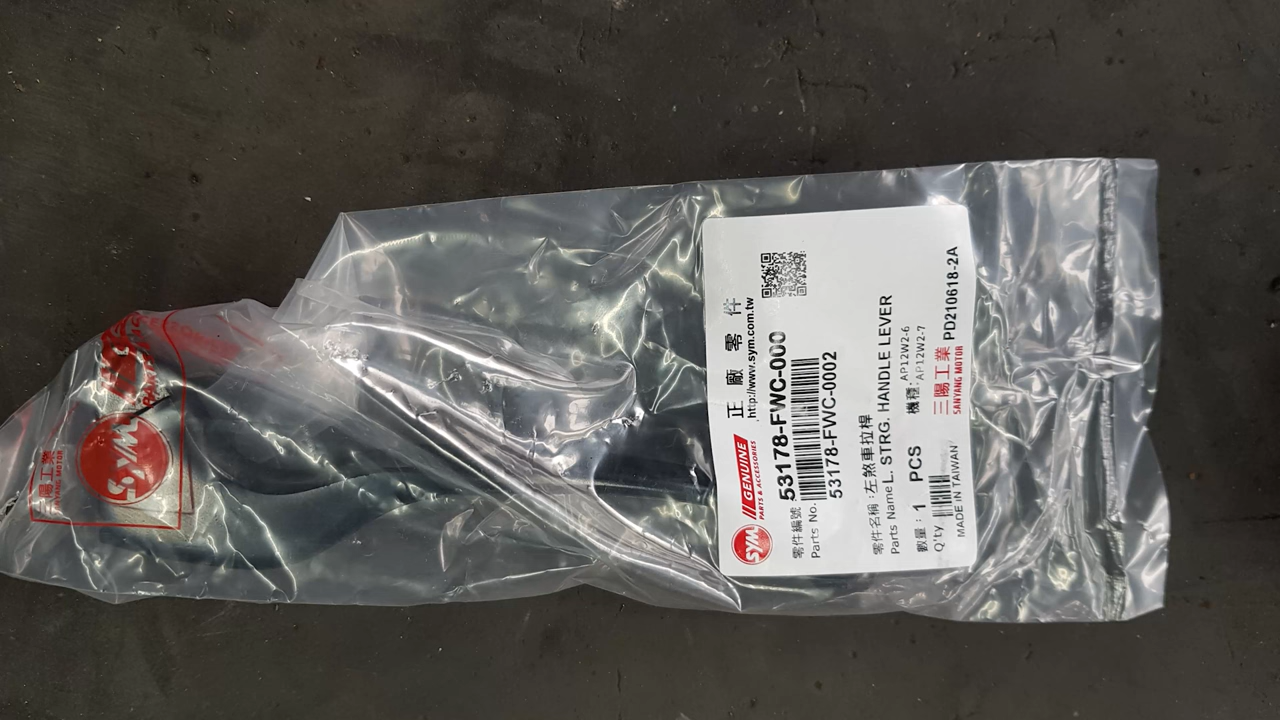 正廠零件
http://www.sym.com.tw
SYM
GENUINE
PARTS & ACCESSORIES
零件編號 53178-FWC-000
Parts No.
53178-FWC-0002
零件名稱：左煞車拉桿
Parts Name L. STRG. HANDLE LEVER
數量：1 PCS
Q'ty
機種：AP12W2-6
AP12W2-7
MADE IN TAIWAN
三陽工業
SANYANG MOTOR
PD210618-2A
SYM
三陽工業
SANYANG MOTOR